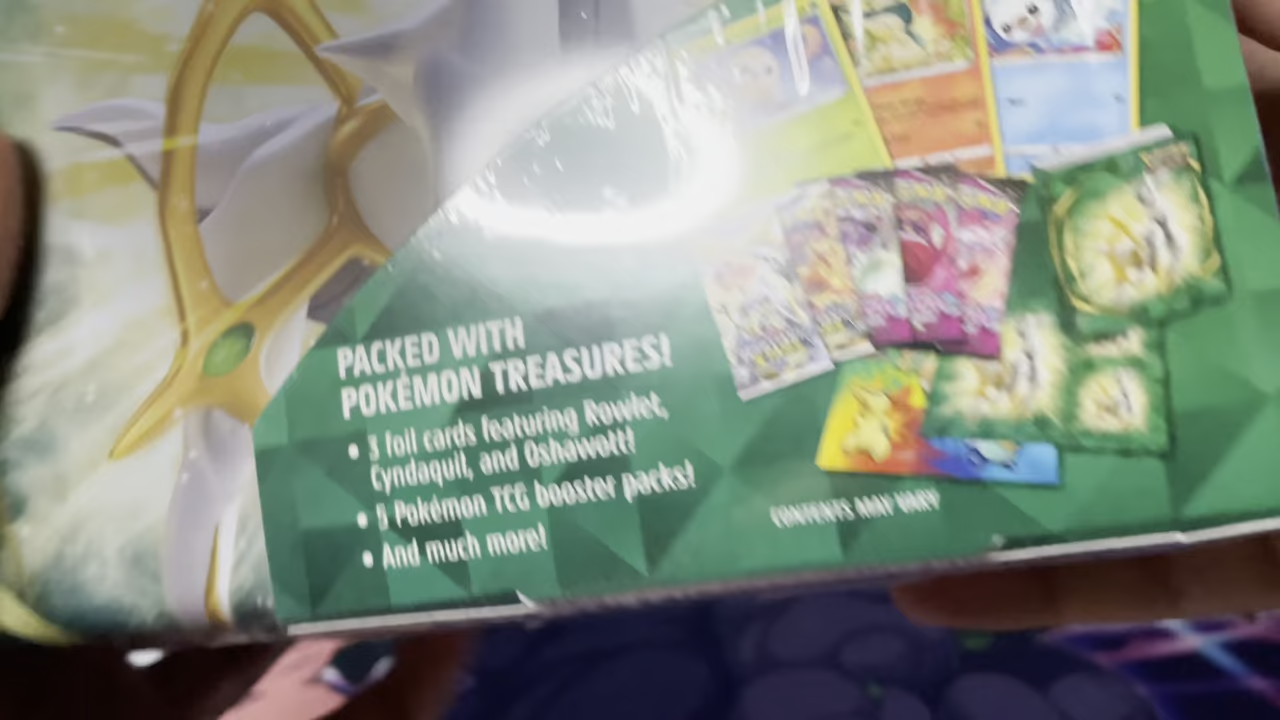 PACKED WITH
POKÉMON TREASURES!
• 3 foil cards featuring Rowlet,
Cyndaquil, and Oshawott!
• 5 Pokémon TCG booster packs!
• And much more!
CONTENTS MAY VARY